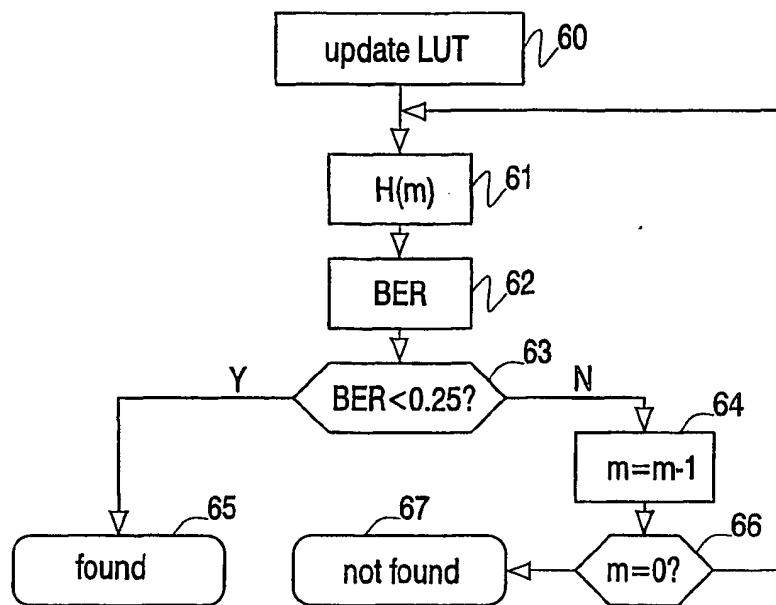 update LUT
60
H(m)
61
BER
62
BER<0.25?
63
Y
N
m=m-1
64
found
65
not found
67
m=0?
66